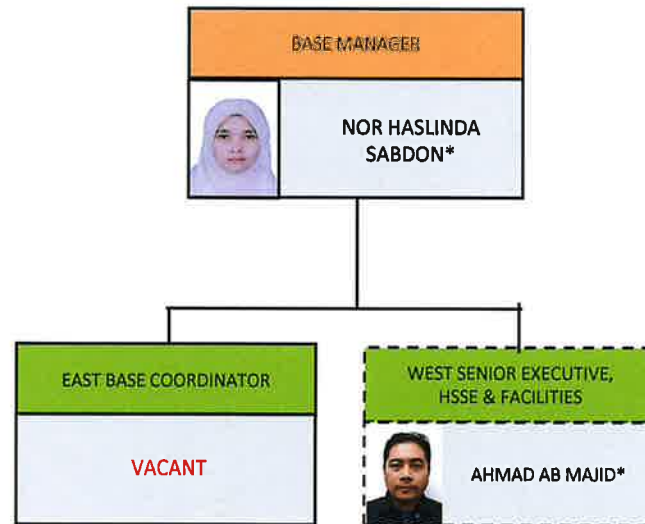 BASE MANAGER
NOR HASLINDA
SABDON*
EAST BASE COORDINATOR
VACANT
WEST SENIOR EXECUTIVE,
HSSE & FACILITIES
AHMAD AB MAJID*